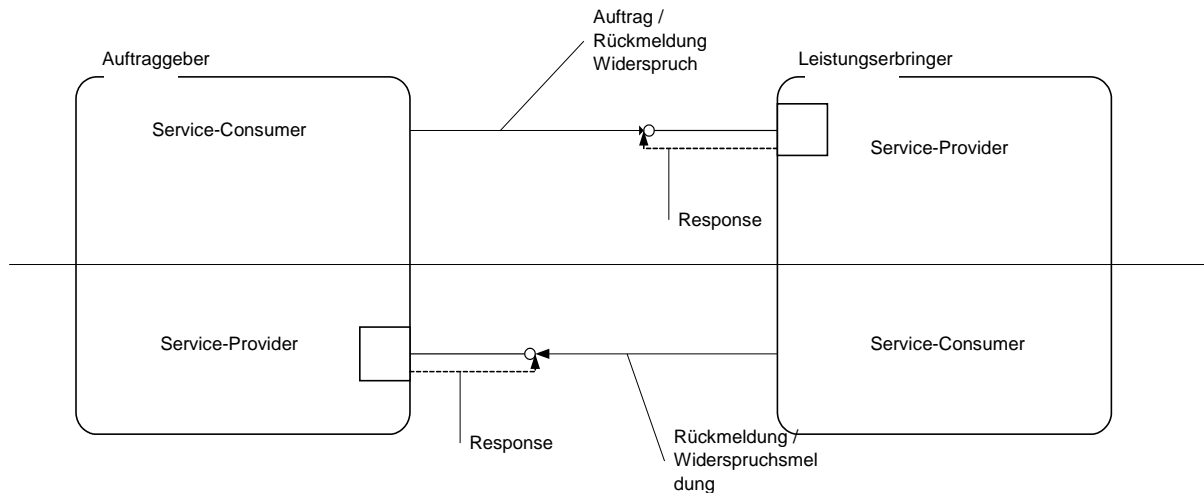 Auftrag /
Rückmeldung
Widerspruch
Auftraggeber
Leistungserbringer
Service-Consumer
Service-Provider
Response
Service-Provider
Service-Consumer
Response
Rückmeldung /
Widerspruchsmel
dung